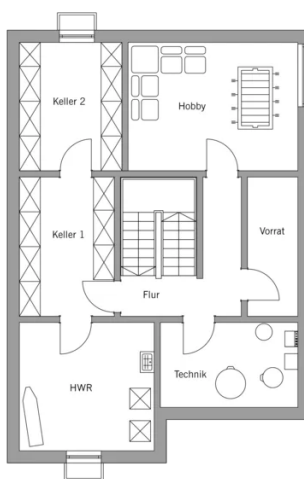 Keller 2
Hobby
Keller 1
Vorrat
Flur
HWR
Technik